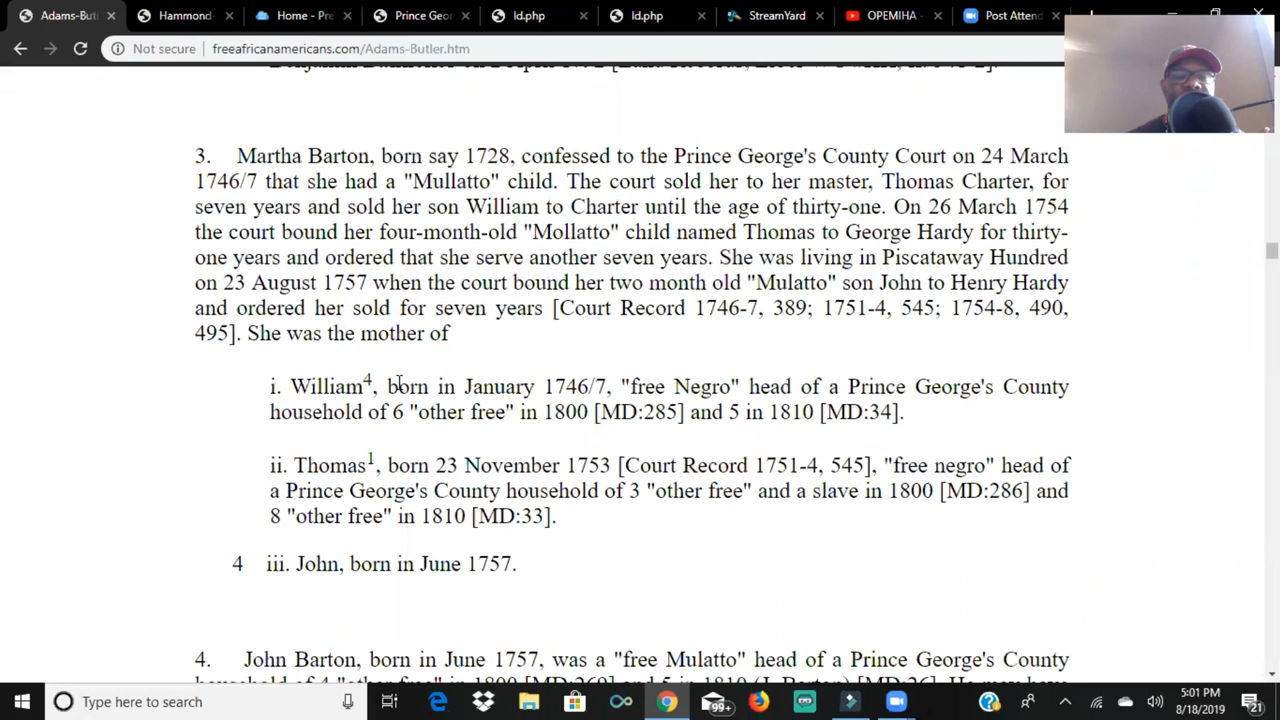 Adams-Butl
Hammond-
Home - Pre
Prince Geor
ld.php
ld.php
StreamYard
OPEMIHA
Post Attend
Not secure
freeafricanamericans.com/Adams-Butler.htm
3. Martha Barton, born say 1728, confessed to the Prince George's County Court on 24 March
1746/7 that she had a "Mullatto" child. The court sold her to her master, Thomas Charter, for
seven years and sold her son William to Charter until the age of thirty-one. On 26 March 1754
the court bound her four-month-old "Mollatto" child named Thomas to George Hardy for thirty-
one years and ordered that she serve another seven years. She was living in Piscataway Hundred
on 23 August 1757 when the court bound her two month old "Mulatto" son John to Henry Hardy
and ordered her sold for seven years [Court Record 1746-7, 389; 1751-4, 545; 1754-8, 490,
495]. She was the mother of
i. William4, born in January 1746/7, "free Negro" head of a Prince George's County
household of 6 "other free" in 1800 [MD:285] and 5 in 1810 [MD:34].
ii. Thomas1, born 23 November 1753 [Court Record 1751-4, 545], "free negro" head of
a Prince George's County household of 3 "other free" and a slave in 1800 [MD:286] and
8 "other free" in 1810 [MD:33].
4 iii. John, born in June 1757.
4. John Barton, born in June 1757, was a "free Mulatto" head of a Prince George's County
Type here to search
99+
5:01 PM
8/18/2019
21